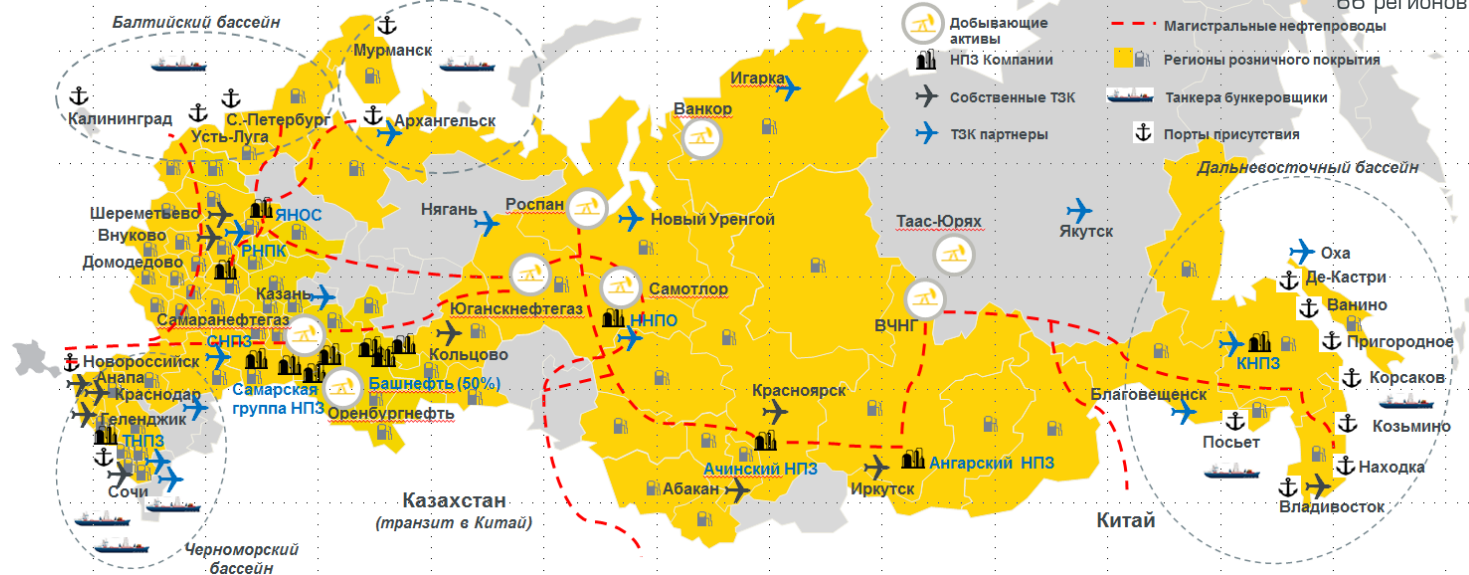 66 регионов
Балтийский бассейн
Мурманск
Калининград
С.-Петербург
Усть-Луга
Архангельск
Игарка
Ванкор
Добывающие
активы
НПЗ Компании
Собственные ТЗК
ТЗК партнеры
Магистральные нефтепроводы
Регионы розничного покрытия
Танкера бункеровщики
Порты присутствия
Дальневосточный бассейн
Шереметьево
ЯНОС
Внуково
РНПК
Домодедово
Нягань
Роспан
Новый Уренгой
Таас-Юрях
Якутск
Оха
Де-Кастри
Ванино
Пригородное
Казань
Самаранефтегаз
Юганскнефтегаз
Самотлор
ННПО
ВЧНГ
КНПЗ
Корсаков
Козьмино
Новороссийск
Анапа
Краснодар
Геленджик
ТНПЗ
Сочи
СНПЗ
Самарская
группа НПЗ
Кольцово
Башнефть (50%)
Оренбургнефть
Красноярск
Благовещенск
Посьет
Находка
Владивосток
Ачинский НПЗ
Абакан
Иркутск
Ангарский НПЗ
Казахстан
(транзит в Китай)
Китай
Черноморский
бассейн